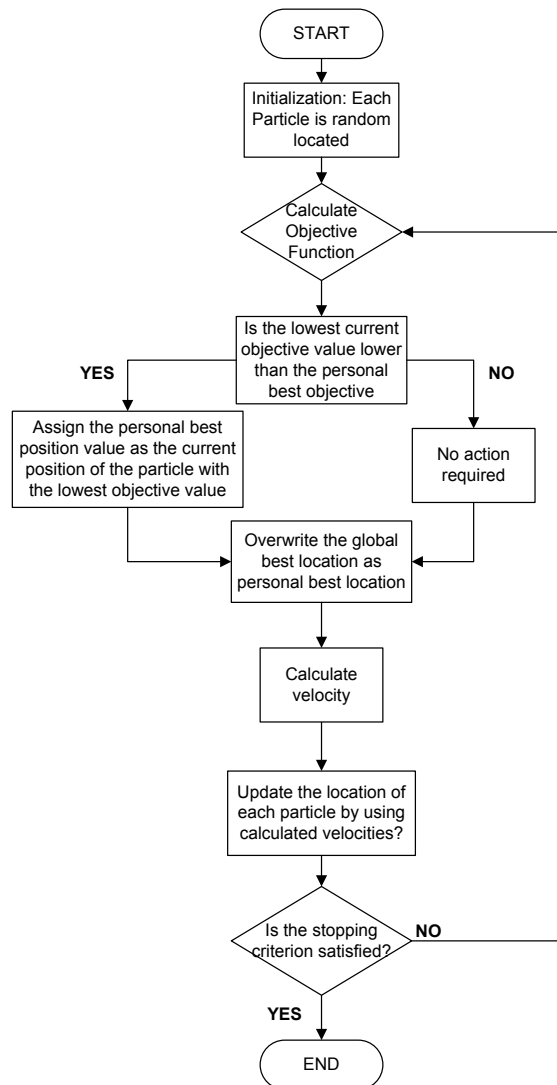 START
Initialization: Each
Particle is random
located
Calculate
Objective
Function
Is the lowest current
objective value lower
than the personal
best objective
YES
NO
Assign the personal best
position value as the current
position of the particle with
the lowest objective value
No action
required
Overwrite the global
best location as
personal best location
Calculate
velocity
Update the location of
each particle by using
calculated velocities?
Is the stopping
criterion satisfied?
NO
YES
END